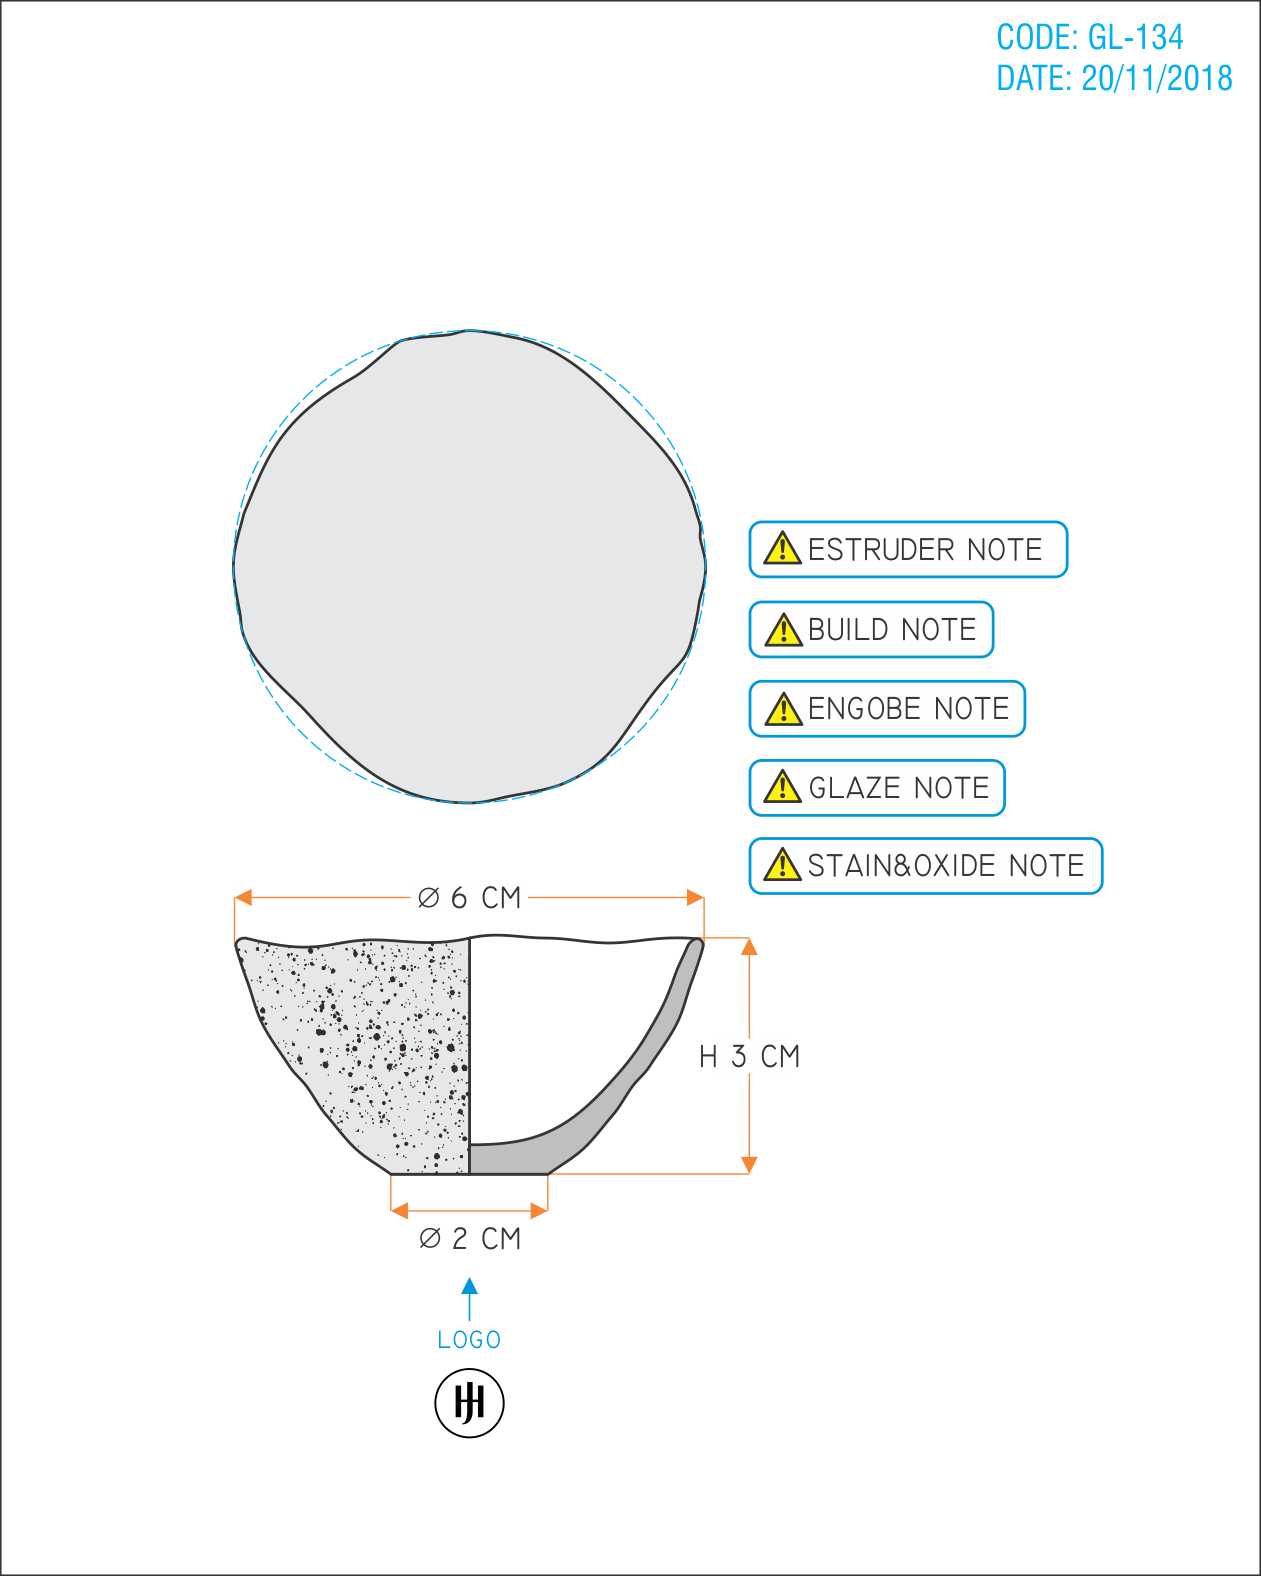 CODE: GL-134
DATE: 20/11/2018
ESTRUDER NOTE
BUILD NOTE
ENGOBE NOTE
GLAZE NOTE
STAIN&OXIDE NOTE
Ø 6 CM
H 3 CM
Ø 2 CM
LOGO
HJ